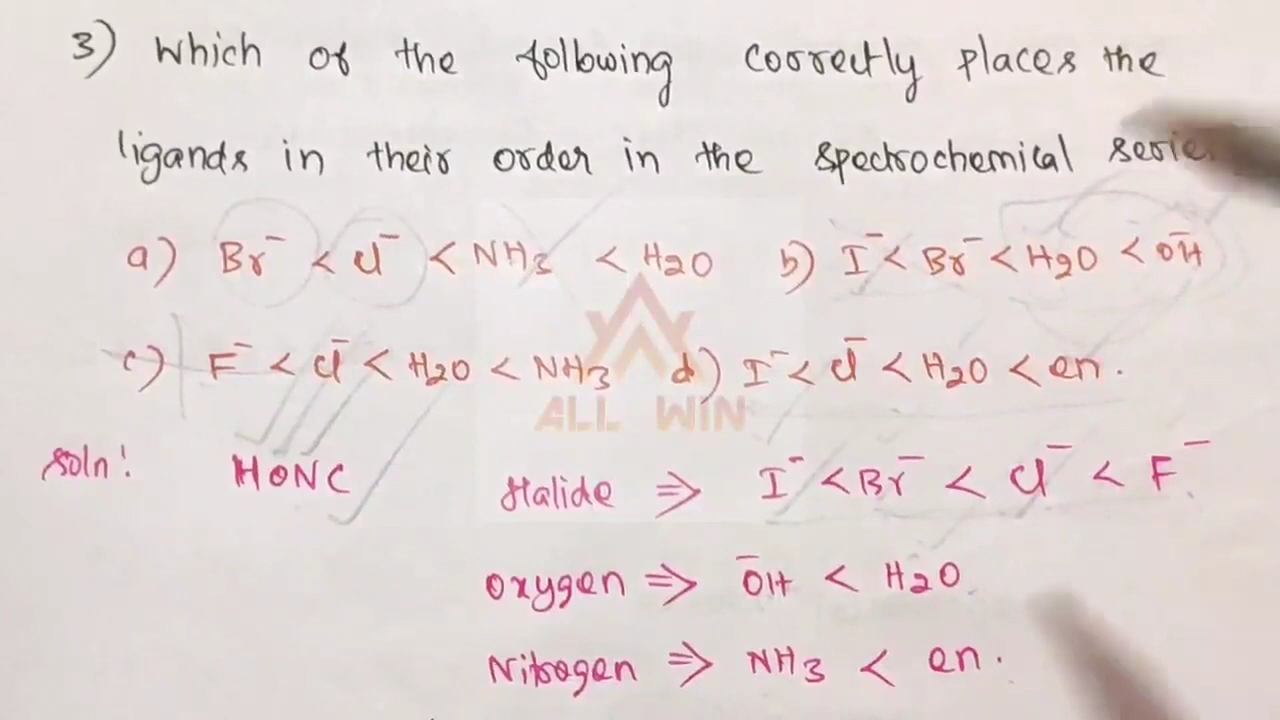 3) Which of the following correctly places the
ligands in their order in the spectrochemical serie
a) Br⁻ < Cl⁻ < NH3 < H2O b) I⁻ < Br⁻ < H2O < OH⁻
c) F⁻ < Cl⁻ < H2O < NH3 d) I⁻ < Cl⁻ < H2O < en.
ALL WIN
Soln! HONC Halide ⇒ I⁻ < Br⁻ < Cl⁻ < F⁻.
Oxygen ⇒ ⁻OH < H2O
Nitrogen ⇒ NH3 < en.